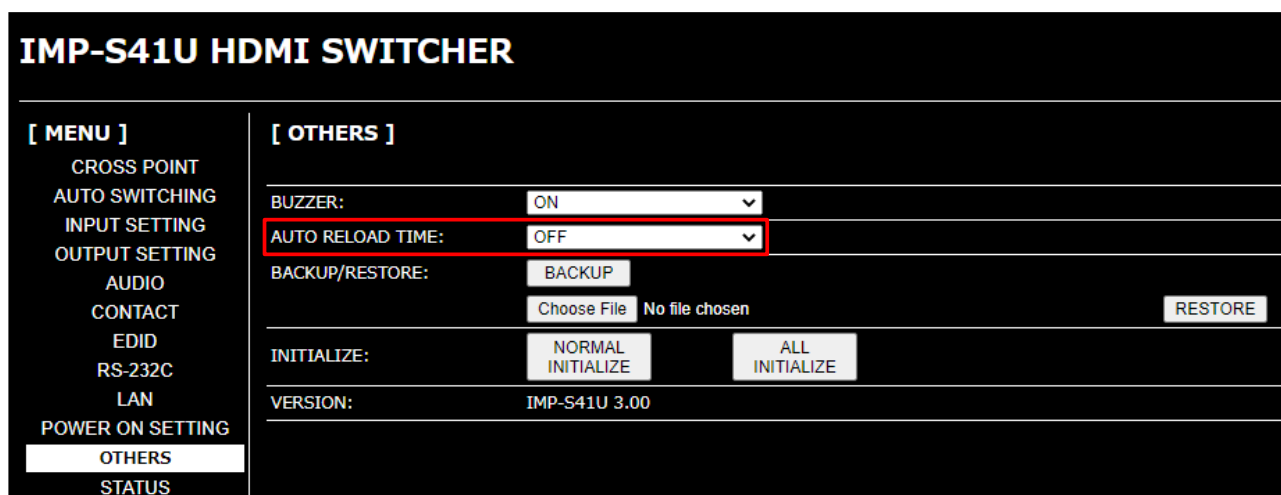 IMP-S41U HDMI SWITCHER
[ MENU ]
CROSS POINT
AUTO SWITCHING
INPUT SETTING
OUTPUT SETTING
AUDIO
CONTACT
EDID
RS-232C
LAN
POWER ON SETTING
OTHERS
STATUS
[ OTHERS ]
BUZZER: ON
AUTO RELOAD TIME: OFF
BACKUP/RESTORE: BACKUP
Choose File No file chosen RESTORE
INITIALIZE: NORMAL INITIALIZE ALL INITIALIZE
VERSION: IMP-S41U 3.00